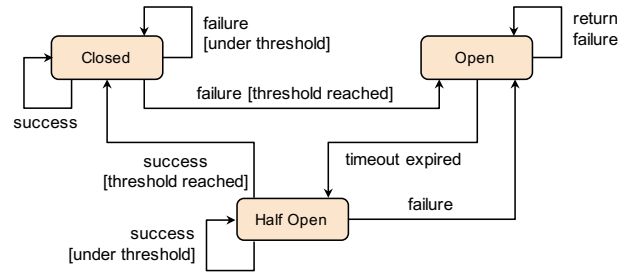 failure
[under threshold]
return
failure
Closed
Open
success
failure [threshold reached]
success
[threshold reached]
timeout expired
Half Open
failure
success
[under threshold]